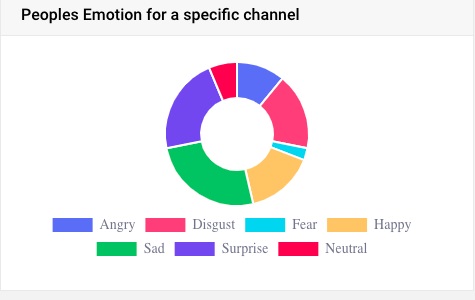 Peoples Emotion for a specific channel
Angry Disgust Fear Happy
Sad Surprise Neutral